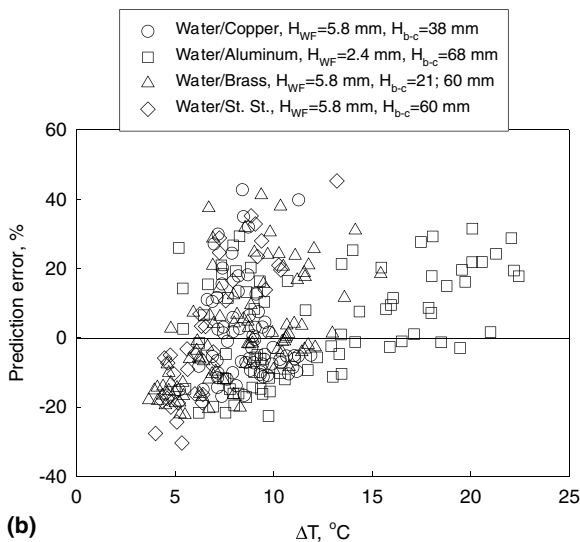 Water/Copper, H_WF=5.8 mm, H_b-c=38 mm
Water/Aluminum, H_WF=2.4 mm, H_b-c=68 mm
Water/Brass, H_WF=5.8 mm, H_b-c=21; 60 mm
Water/St. St., H_WF=5.8 mm, H_b-c=60 mm
60
40
20
0
-20
-40
Prediction error, %
0 5 10 15 20 25
(b)
ΔT, °C